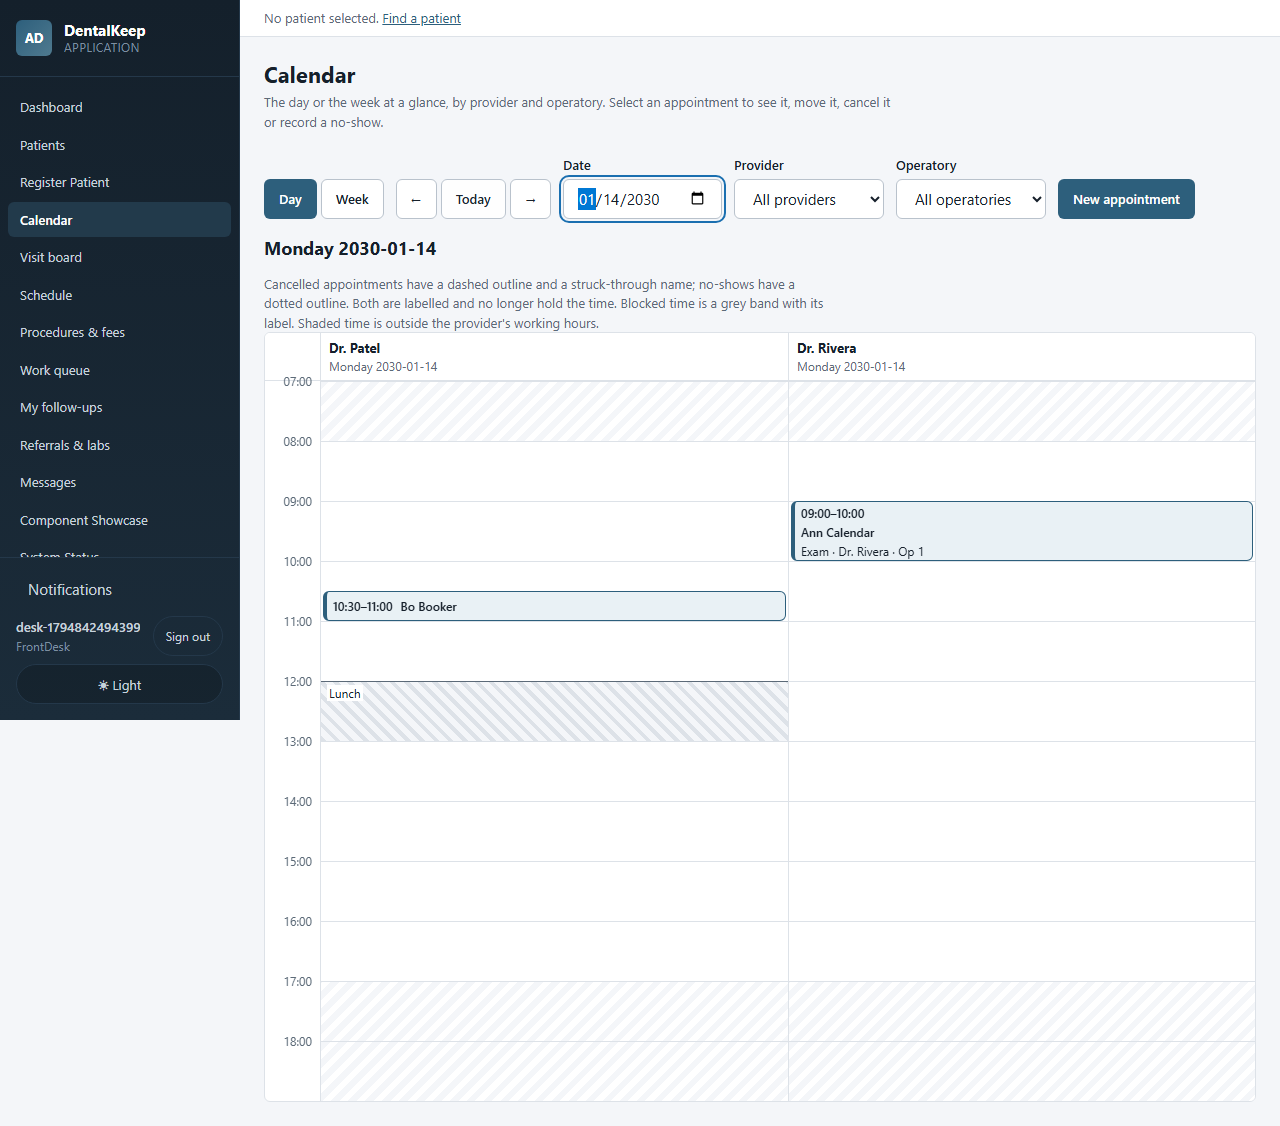 AD
DentalKeep
APPLICATION
Dashboard
Patients
Register Patient
Calendar
Visit board
Schedule
Procedures & fees
Work queue
My follow-ups
Referrals & labs
Messages
Component Showcase
System Status
Notifications
desk-1794842494399
FrontDesk
Sign out
☀ Light
No patient selected. Find a patient
Calendar
The day or the week at a glance, by provider and operatory. Select an appointment to see it, move it, cancel it
or record a no-show.
Date
Provider
Operatory
Day
Week
←
Today
→
01/14/2030
All providers
All operatories
New appointment
Monday 2030-01-14
Cancelled appointments have a dashed outline and a struck-through name; no-shows have a
dotted outline. Both are labelled and no longer hold the time. Blocked time is a grey band with its
label. Shaded time is outside the provider's working hours.
Dr. Patel
Monday 2030-01-14
Dr. Rivera
Monday 2030-01-14
07:00
08:00
09:00
09:00–10:00
Ann Calendar
Exam · Dr. Rivera · Op 1
10:00
10:30–11:00 Bo Booker
11:00
12:00
Lunch
13:00
14:00
15:00
16:00
17:00
18:00